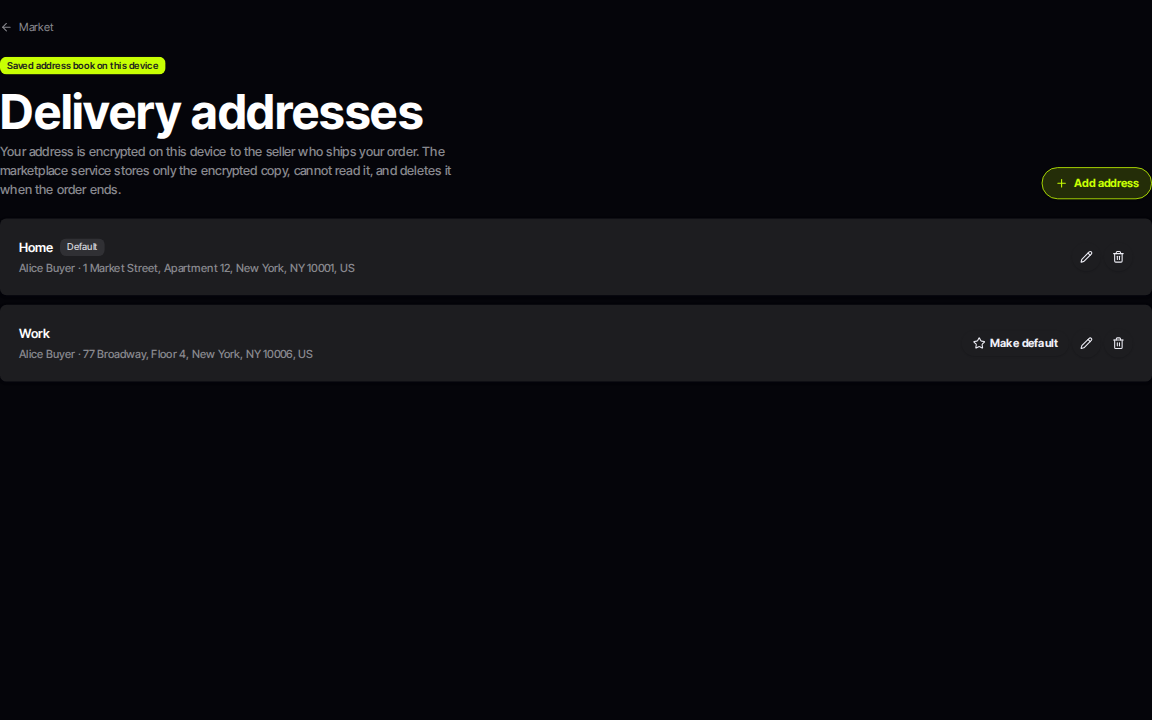 Market
Saved address book on this device
Delivery addresses
Your address is encrypted on this device to the seller who ships your order. The
marketplace service stores only the encrypted copy, cannot read it, and deletes it
when the order ends.
Add address
Home Default
Alice Buyer · 1 Market Street, Apartment 12, New York, NY 10001, US
Work
Alice Buyer · 77 Broadway, Floor 4, New York, NY 10006, US
Make default